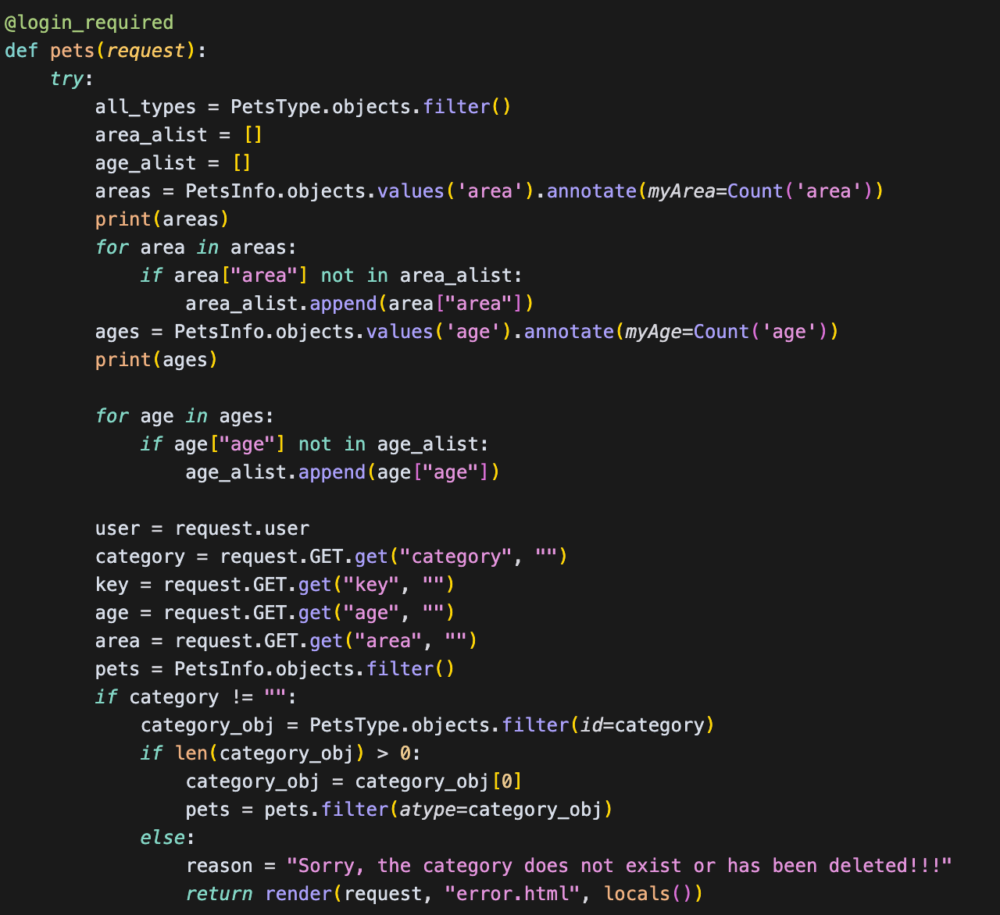 @login_required
def pets(request):
    try:
        all_types = PetsType.objects.filter()
        area_alist = []
        age_alist = []
        areas = PetsInfo.objects.values('area').annotate(myArea=Count('area'))
        print(areas)
        for area in areas:
            if area["area"] not in area_alist:
                area_alist.append(area["area"])
        ages = PetsInfo.objects.values('age').annotate(myAge=Count('age'))
        print(ages)

        for age in ages:
            if age["age"] not in age_alist:
                age_alist.append(age["age"])

        user = request.user
        category = request.GET.get("category", "")
        key = request.GET.get("key", "")
        age = request.GET.get("age", "")
        area = request.GET.get("area", "")
        pets = PetsInfo.objects.filter()
        if category != "":
            category_obj = PetsType.objects.filter(id=category)
            if len(category_obj) > 0:
                category_obj = category_obj[0]
                pets = pets.filter(atype=category_obj)
            else:
                reason = "Sorry, the category does not exist or has been deleted!!!"
                return render(request, "error.html", locals())